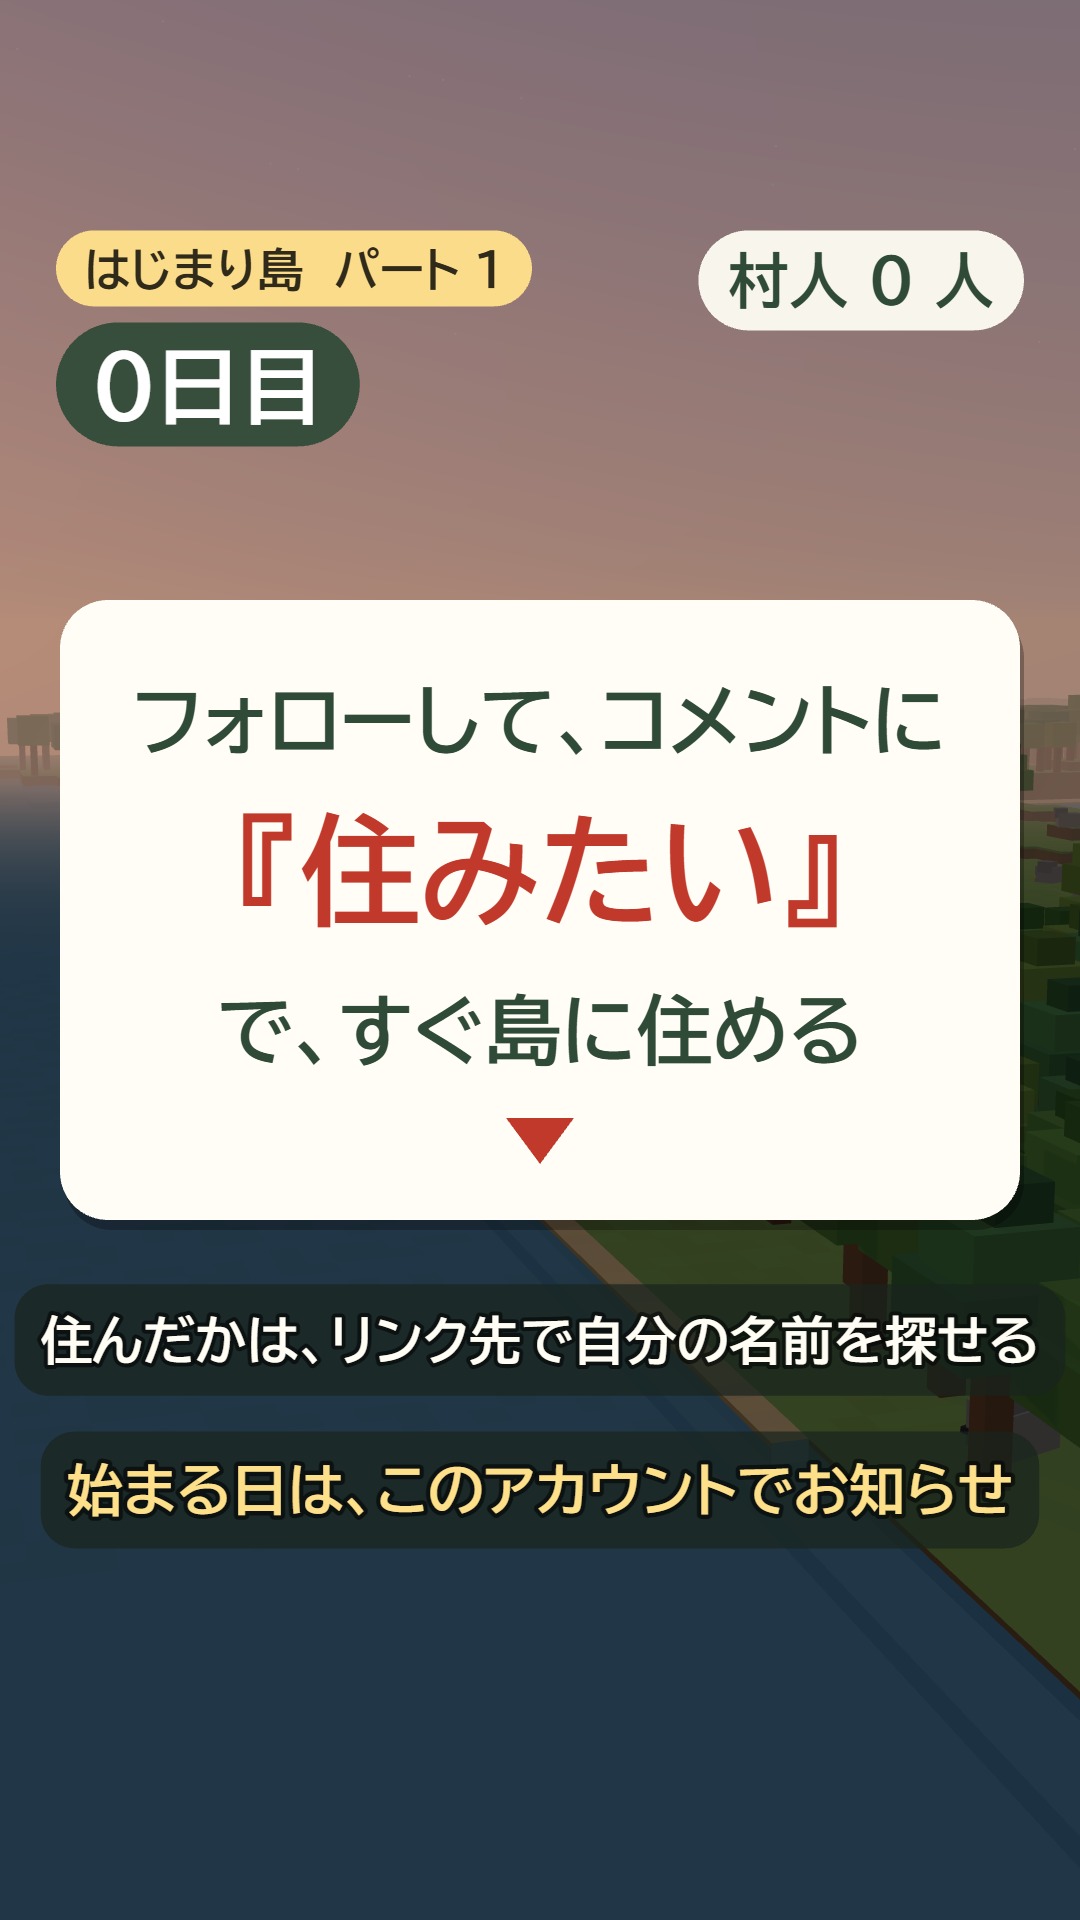 はじまり島 パート 1
村人 0 人
0日目
フォローして、コメントに
『住みたい』
で、すぐ島に住める
住んだかは、リンク先で自分の名前を探せる
始まる日は、このアカウントでお知らせ